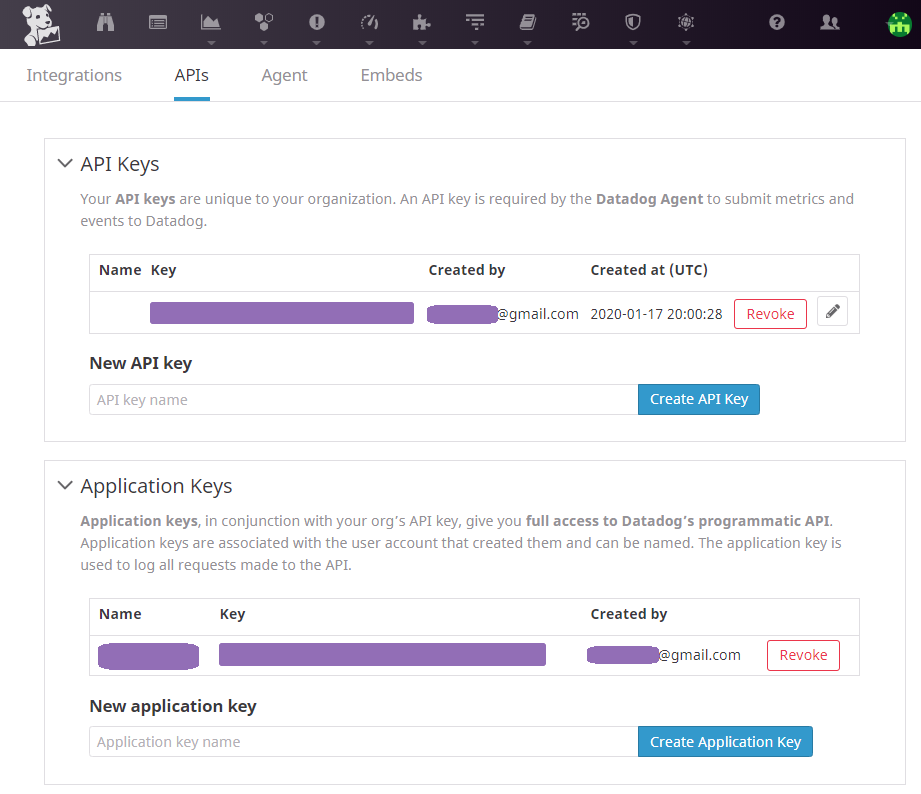 Integrations APIs Agent Embeds
API Keys
Your API keys are unique to your organization. An API key is required by the Datadog Agent to submit metrics and
events to Datadog.
Name Key Created by Created at (UTC)
@gmail.com 2020-01-17 20:00:28 Revoke
New API key
API key name Create API Key
Application Keys
Application keys, in conjunction with your org’s API key, give you full access to Datadog’s programmatic API.
Application keys are associated with the user account that created them and can be named. The application key is
used to log all requests made to the API.
Name Key Created by
@gmail.com Revoke
New application key
Application key name Create Application Key